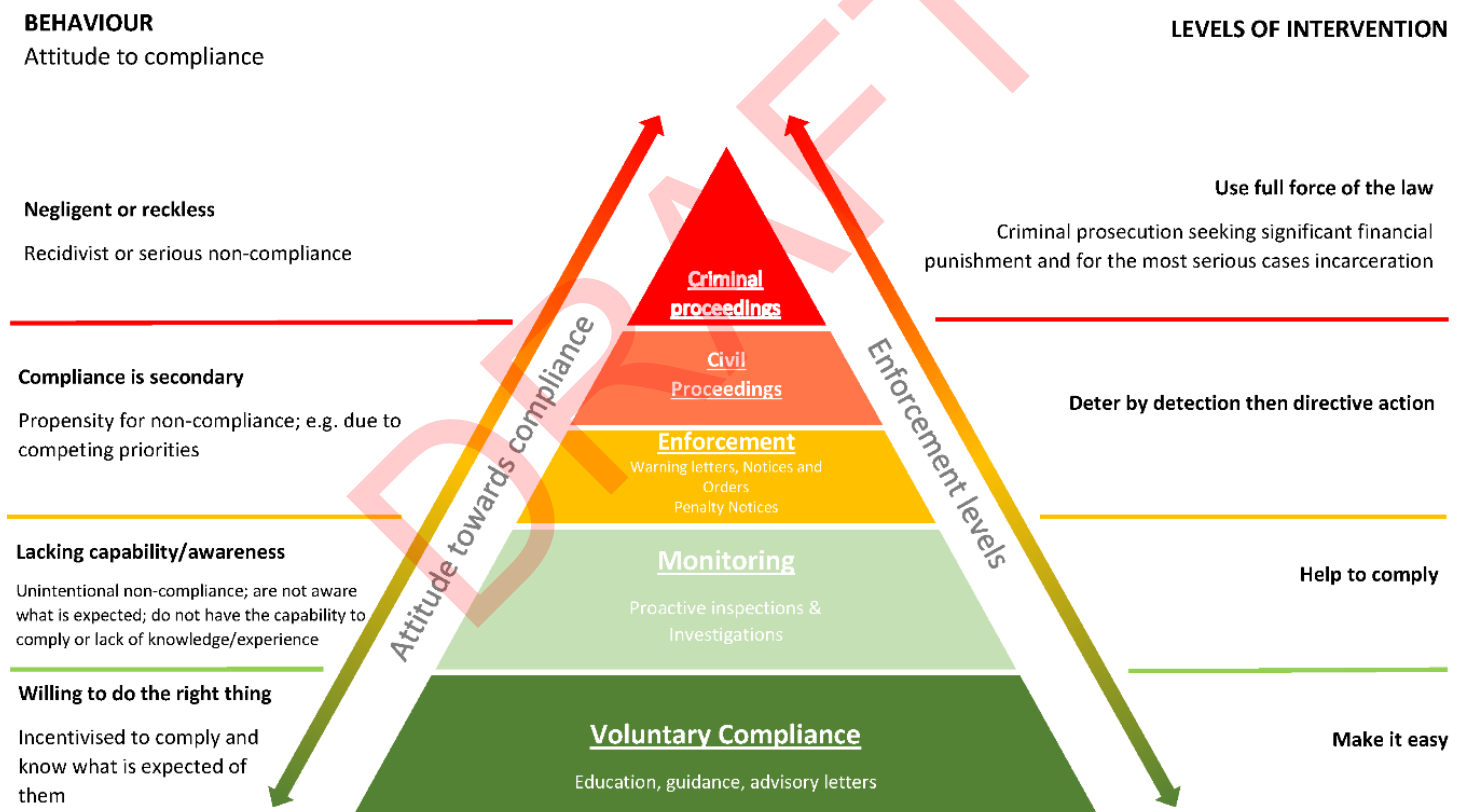 BEHAVIOUR
Attitude to compliance
LEVELS OF INTERVENTION
Negligent or reckless
Recidivist or serious non-compliance
Use full force of the law
Criminal prosecution seeking significant financial
punishment and for the most serious cases incarceration
Criminal
proceedings
Compliance is secondary
Propensity for non-compliance; e.g. due to
competing priorities
Civil
Proceedings
Deter by detection then directive action
Enforcement
Warning letters, Notices and
Orders
Penalty Notices
Attitude towards compliance
Enforcement levels
Lacking capability/awareness
Unintentional non-compliance; are not aware
what is expected; do not have the capability to
comply or lack of knowledge/experience
Monitoring
Proactive inspections &
Investigations
Help to comply
Willing to do the right thing
Incentivised to comply and
know what is expected of
them
Voluntary Compliance
Education, guidance, advisory letters
Make it easy
DRAFT